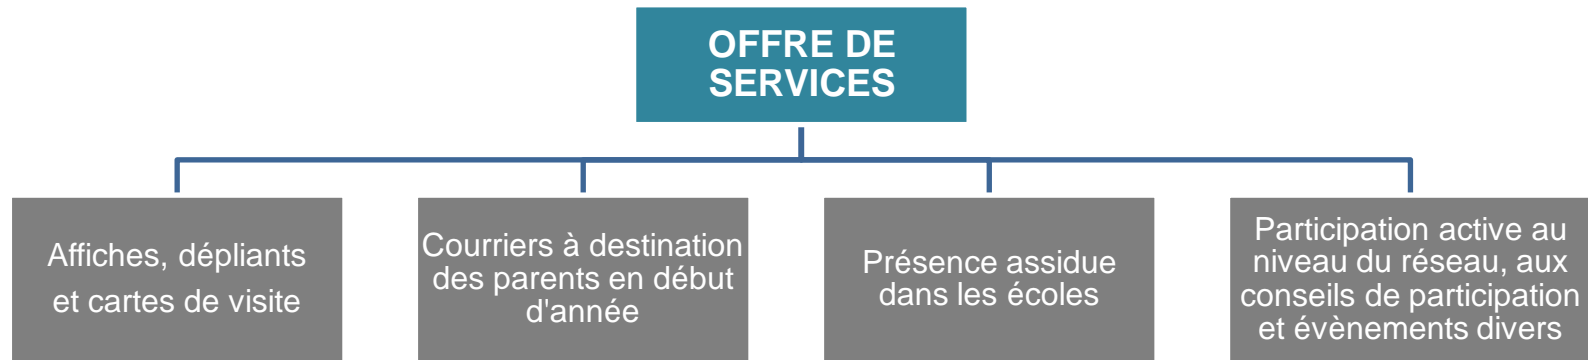 OFFRE DE
SERVICES
Affiches, dépliants
et cartes de visite
Courriers à destination
des parents en début
d'année
Présence assidue
dans les écoles
Participation active au
niveau du réseau, aux
conseils de participation
et évènements divers